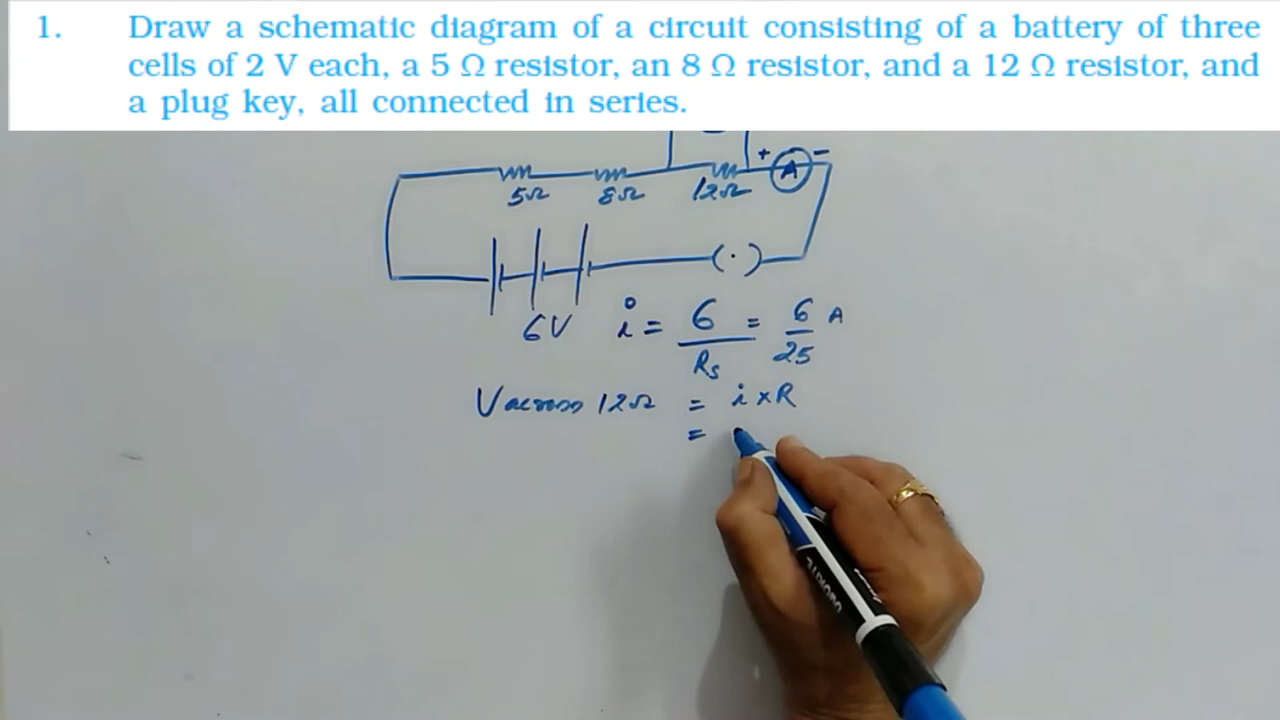 1. Draw a schematic diagram of a circuit consisting of a battery of three
cells of 2 V each, a 5 Ω resistor, an 8 Ω resistor, and a 12 Ω resistor, and
a plug key, all connected in series.
+ A −
5Ω 8Ω 12Ω
6V i = 6/Rs = 6/25 A
V across 12Ω = i × R
=